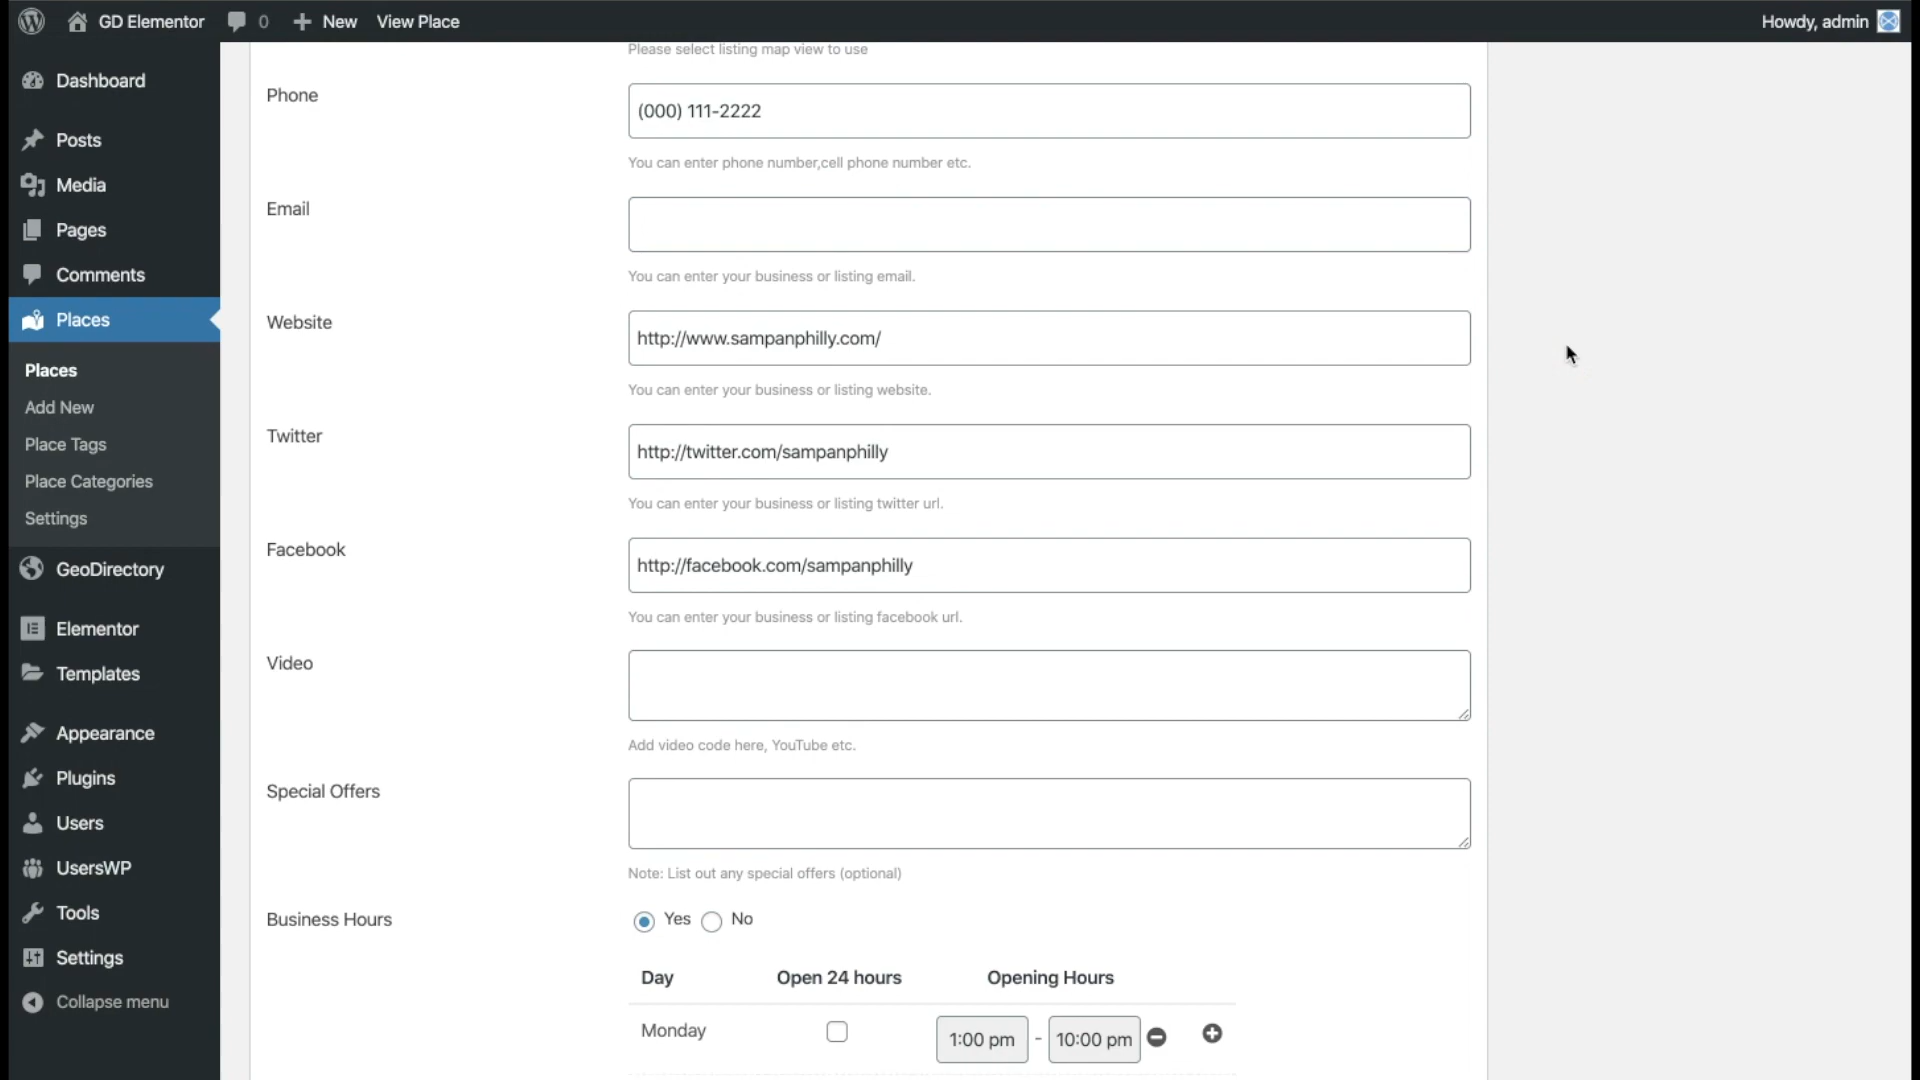 GD Elementor 0 New View Place Howdy, admin
Dashboard
Posts
Media
Pages
Comments
Places
Places
Add New
Place Tags
Place Categories
Settings
GeoDirectory
Elementor
Templates
Appearance
Plugins
Users
UsersWP
Tools
Settings
Collapse menu
Please select listing map view to use
Phone
(000) 111-2222
You can enter phone number,cell phone number etc.
Email
You can enter your business or listing email.
Website
http://www.sampanphilly.com/
You can enter your business or listing website.
Twitter
http://twitter.com/sampanphilly
You can enter your business or listing twitter url.
Facebook
http://facebook.com/sampanphilly
You can enter your business or listing facebook url.
Video
Add video code here, YouTube etc.
Special Offers
Note: List out any special offers (optional)
Business Hours
Yes No
Day Open 24 hours Opening Hours
Monday 1:00 pm - 10:00 pm